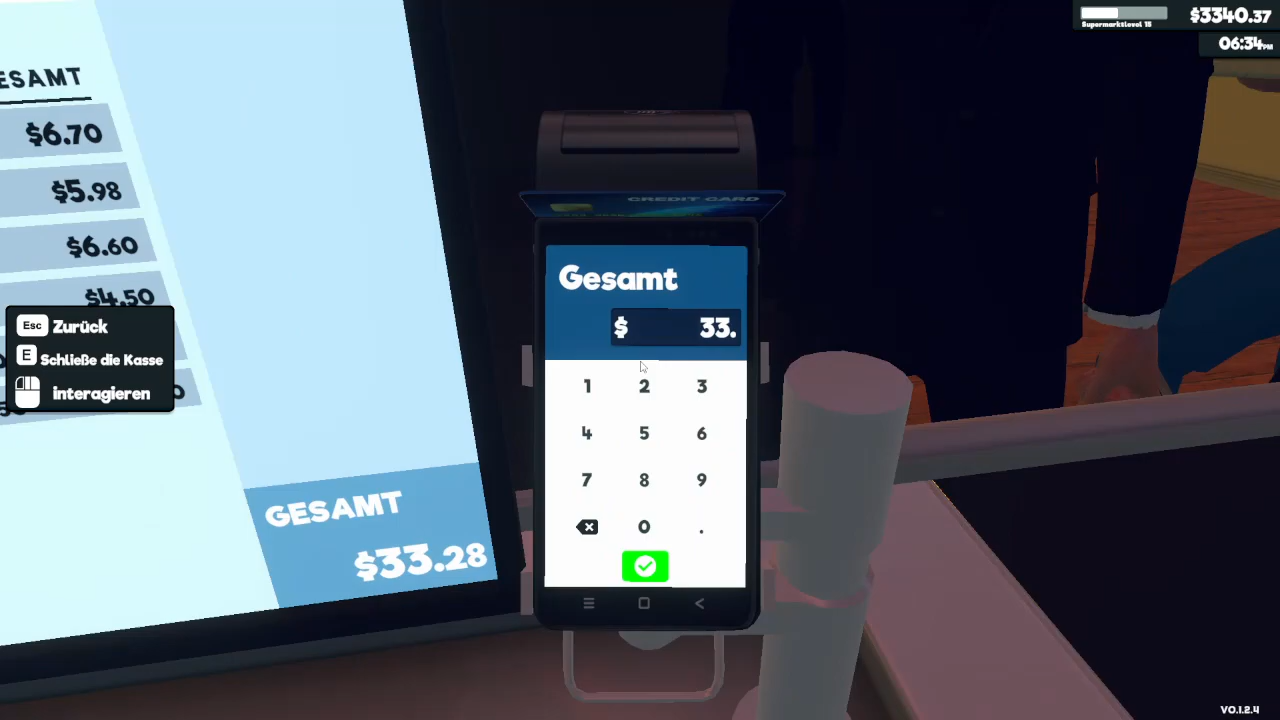 $3340.37
Supermarktlevel 15
06:34PM
ESAMT
$6.70
$5.98
$6.60
$4.50
Esc Zurück
E Schließe die Kasse
interagieren
GESAMT
$33.28
CREDIT CARD
Gesamt
$ 33.
1 2 3
4 5 6
7 8 9
0 .
V0.1.2.4